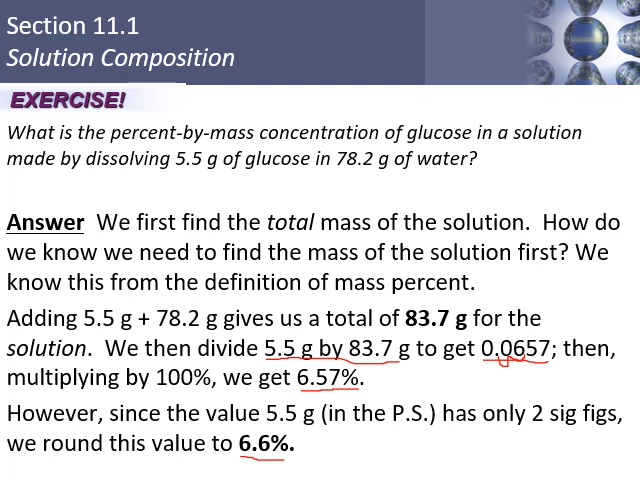 Section 11.1
Solution Composition
EXERCISE!
What is the percent-by-mass concentration of glucose in a solution
made by dissolving 5.5 g of glucose in 78.2 g of water?
Answer We first find the total mass of the solution. How do
we know we need to find the mass of the solution first? We
know this from the definition of mass percent.
Adding 5.5 g + 78.2 g gives us a total of 83.7 g for the
solution. We then divide 5.5 g by 83.7 g to get 0.0657; then,
multiplying by 100%, we get 6.57%.
However, since the value 5.5 g (in the P.S.) has only 2 sig figs,
we round this value to 6.6%.